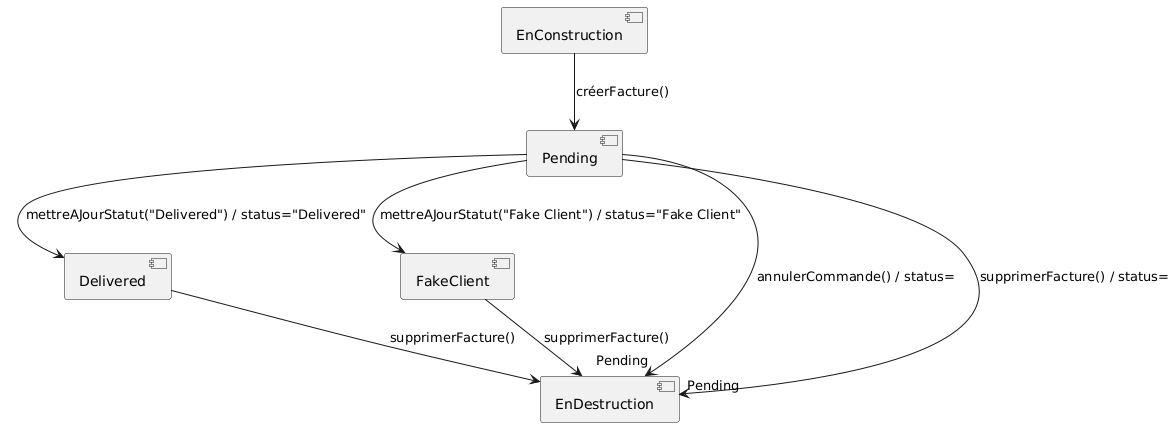 EnConstruction
créerFacture()
Pending
mettreAJourStatut("Delivered") / status="Delivered"
mettreAJourStatut("Fake Client") / status="Fake Client"
annulerCommande() / status=
supprimerFacture() / status=
Delivered
FakeClient
supprimerFacture()
supprimerFacture()
Pending
Pending
EnDestruction